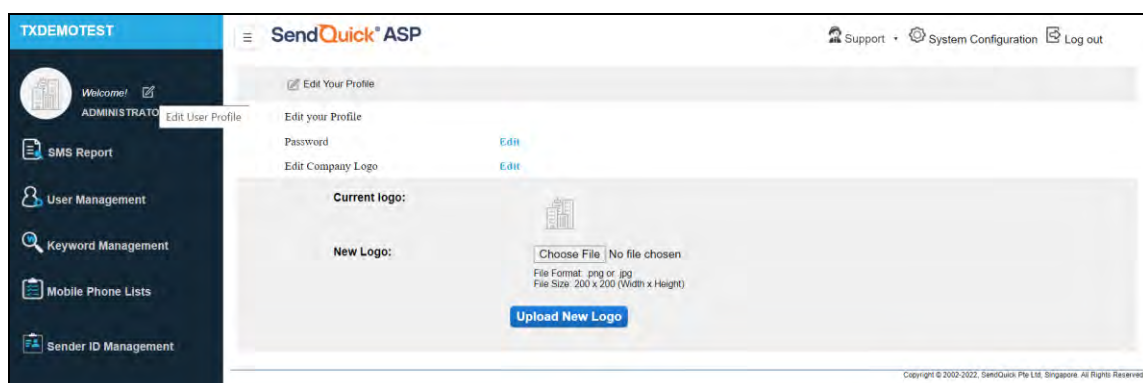 TXDEMOTEST
SendQuick® ASP
Support
System Configuration
Log out
Welcome!
ADMINISTRATO
Edit User Profile
SMS Report
User Management
Keyword Management
Mobile Phone Lists
Sender ID Management
Edit Your Profile
Edit your Profile
Password Edit
Edit Company Logo Edit
Current logo:
New Logo:
Choose File No file chosen
File Format: .png or .jpg
File Size: 200 x 200 (Width x Height)
Upload New Logo
Copyright © 2002-2022, SendQuick Pte Ltd, Singapore. All Rights Reserved